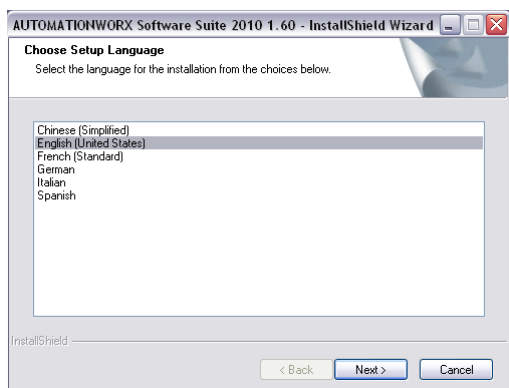 AUTOMATIONWORX Software Suite 2010 1.60 - InstallShield Wizard
Choose Setup Language
Select the language for the installation from the choices below.
Chinese (Simplified)
English (United States)
French (Standard)
German
Italian
Spanish
InstallShield
< Back
Next >
Cancel